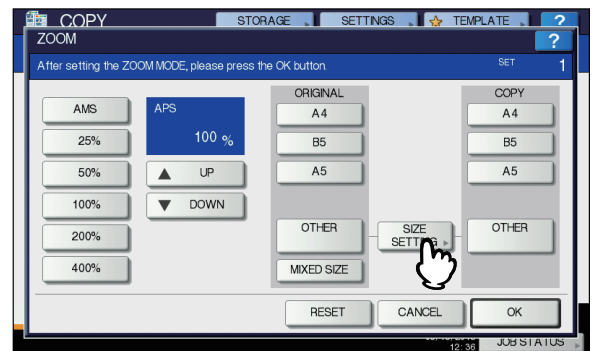 COPY
STORAGE
SETTINGS
TEMPLATE
?
ZOOM
?
After setting the ZOOM MODE, please press the OK button.
SET 1
ORIGINAL
COPY
AMS
APS
100 %
A4
A4
25%
B5
B5
50%
UP
A5
A5
100%
DOWN
200%
OTHER
SIZE
SETTING
OTHER
400%
MIXED SIZE
RESET
CANCEL
OK
12:36
JOB STATUS